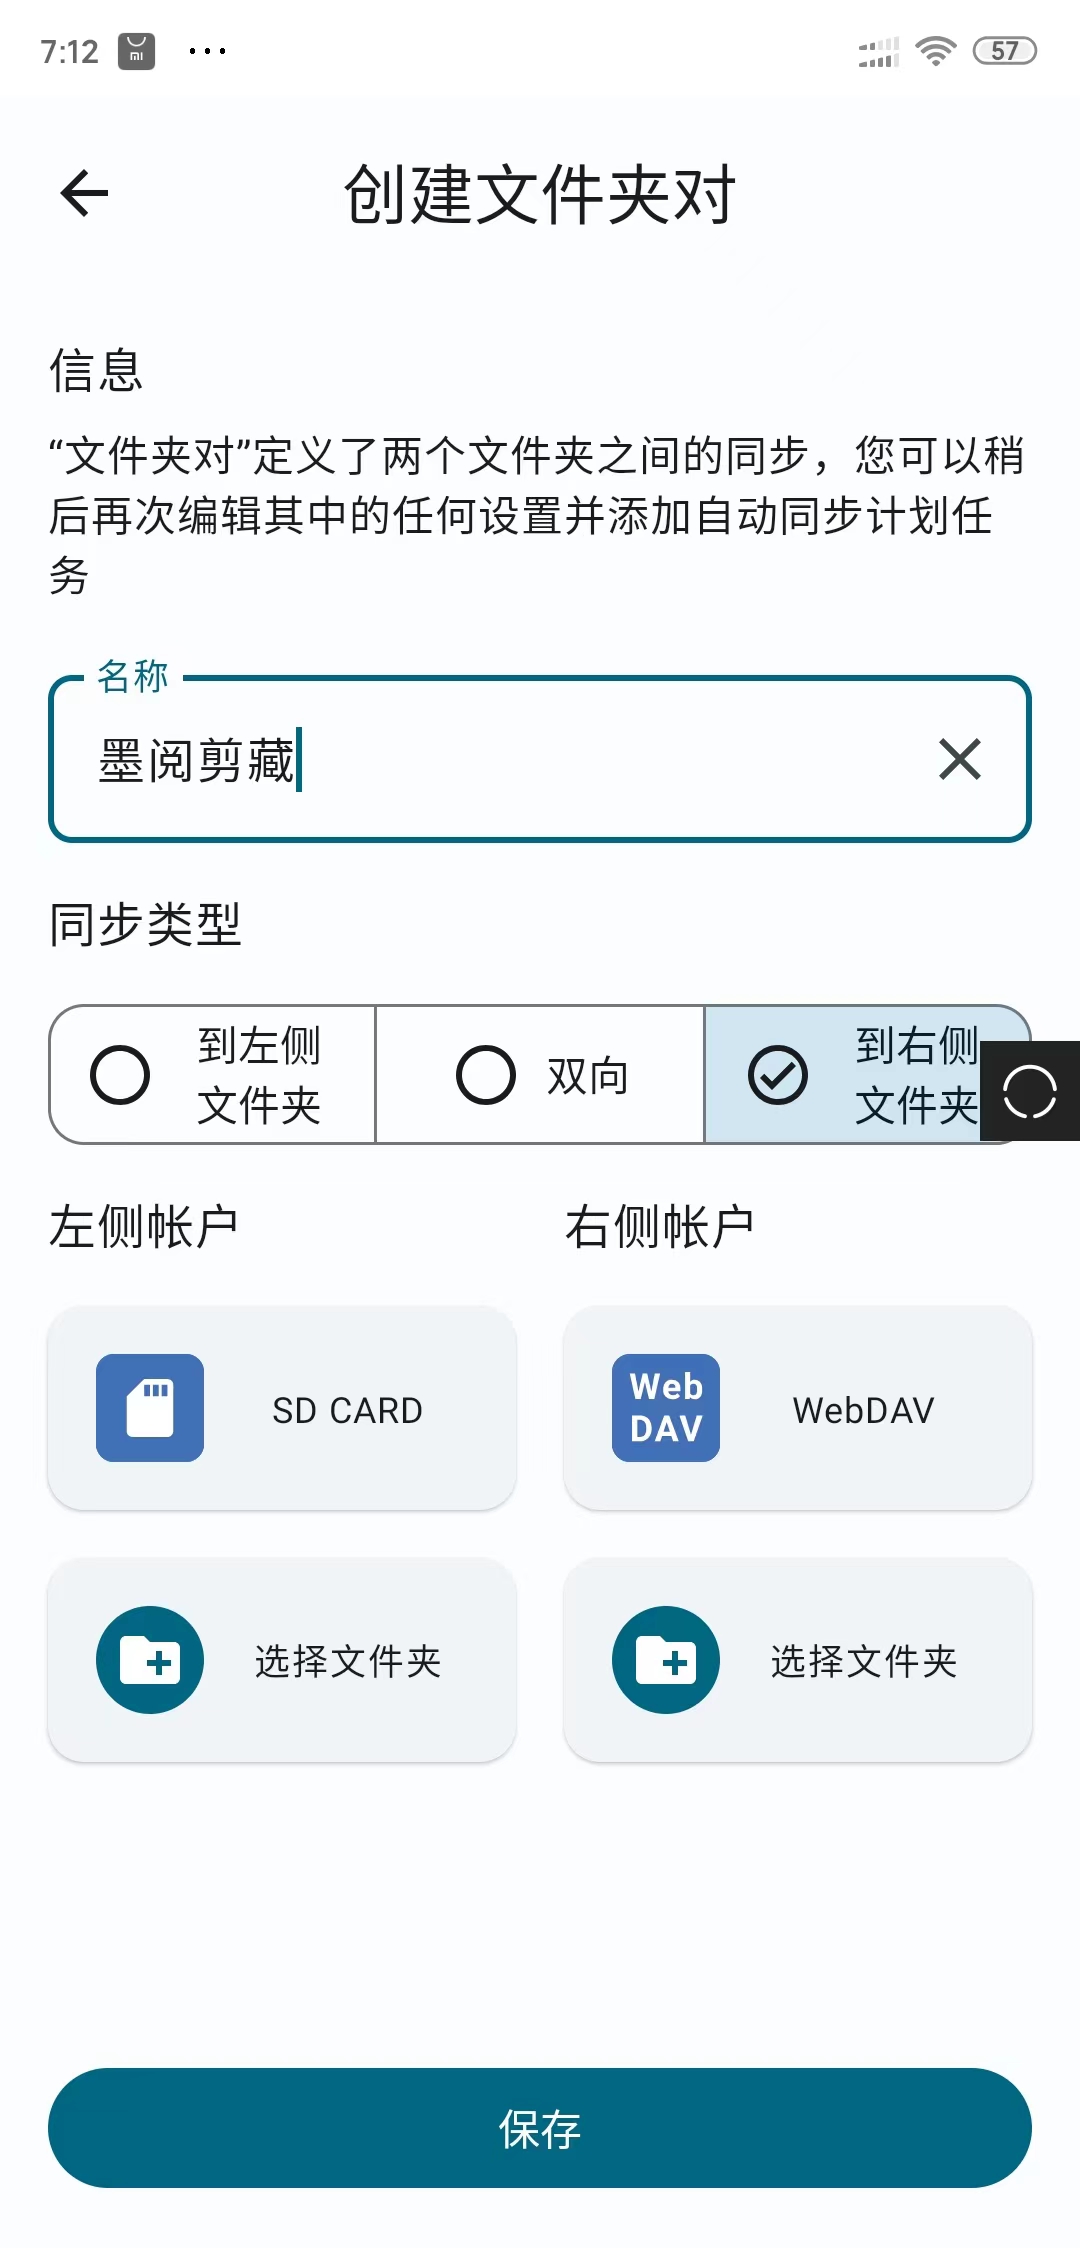 7:12
57
创建文件夹对
信息
“文件夹对”定义了两个文件夹之间的同步，您可以稍
后再次编辑其中的任何设置并添加自动同步计划任
务
名称
墨阅剪藏
同步类型
到左侧
文件夹
双向
到右侧
文件夹
左侧帐户
右侧帐户
SD CARD
Web
DAV
WebDAV
选择文件夹
选择文件夹
保存